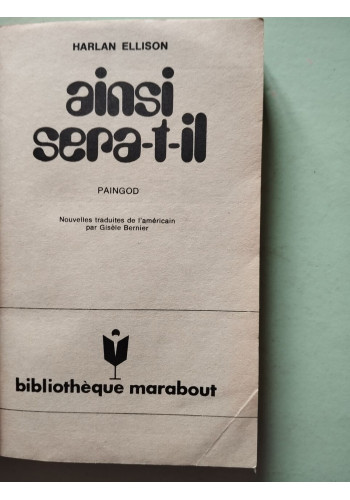 HARLAN ELLISON
ainsi
sera-t-il
PAINGOD
Nouvelles traduites de l'américain
par Gisèle Bernier
bibliothèque marabout